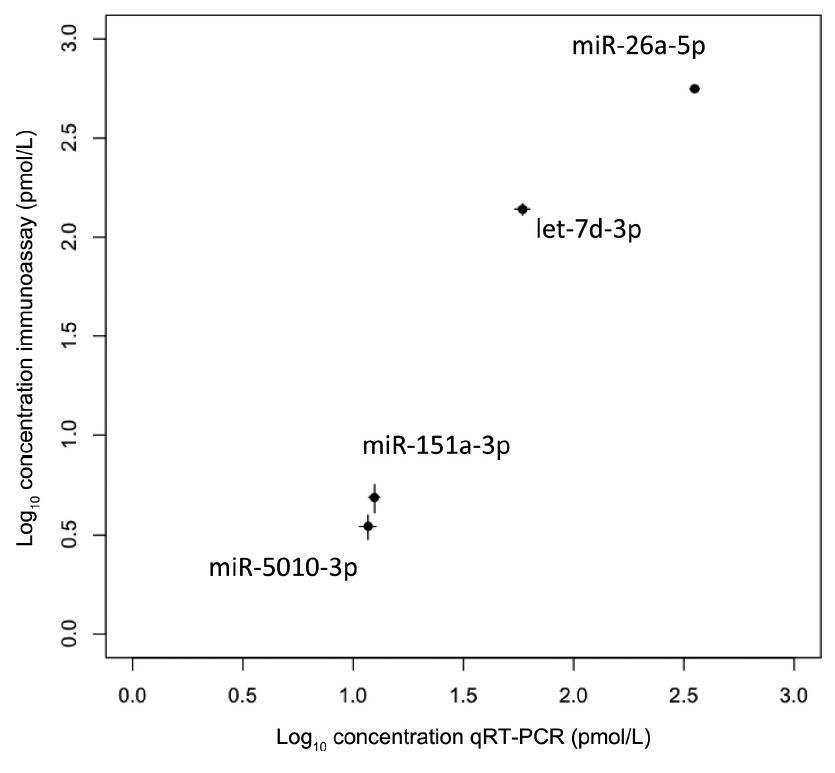 miR-26a-5p
let-7d-3p
miR-151a-3p
miR-5010-3p
3.0
2.5
2.0
1.5
1.0
0.5
0.0
Log10 concentration immunoassay (pmol/L)
0.0 0.5 1.0 1.5 2.0 2.5 3.0
Log10 concentration qRT-PCR (pmol/L)